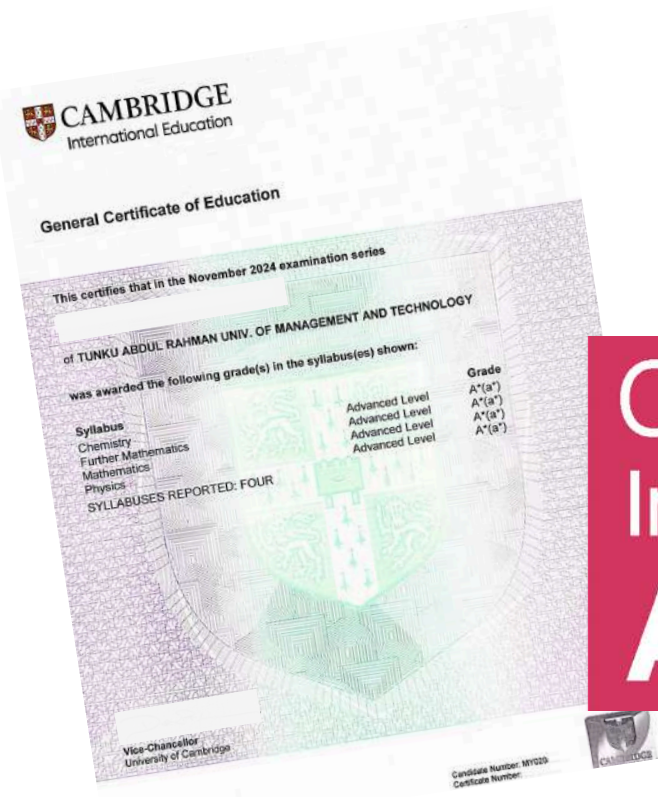 CAMBRIDGE
International Education
General Certificate of Education
This certifies that in the November 2024 examination series
of TUNKU ABDUL RAHMAN UNIV. OF MANAGEMENT AND TECHNOLOGY
was awarded the following grade(s) in the syllabus(es) shown:
Syllabus Grade
Chemistry Advanced Level A*(a*)
Further Mathematics Advanced Level A*(a*)
Mathematics Advanced Level A*(a*)
Physics Advanced Level A*(a*)
SYLLABUSES REPORTED: FOUR
Vice-Chancellor
University of Cambridge
Candidate Number: MY020
Certificate Number:
CAMBRIDGE